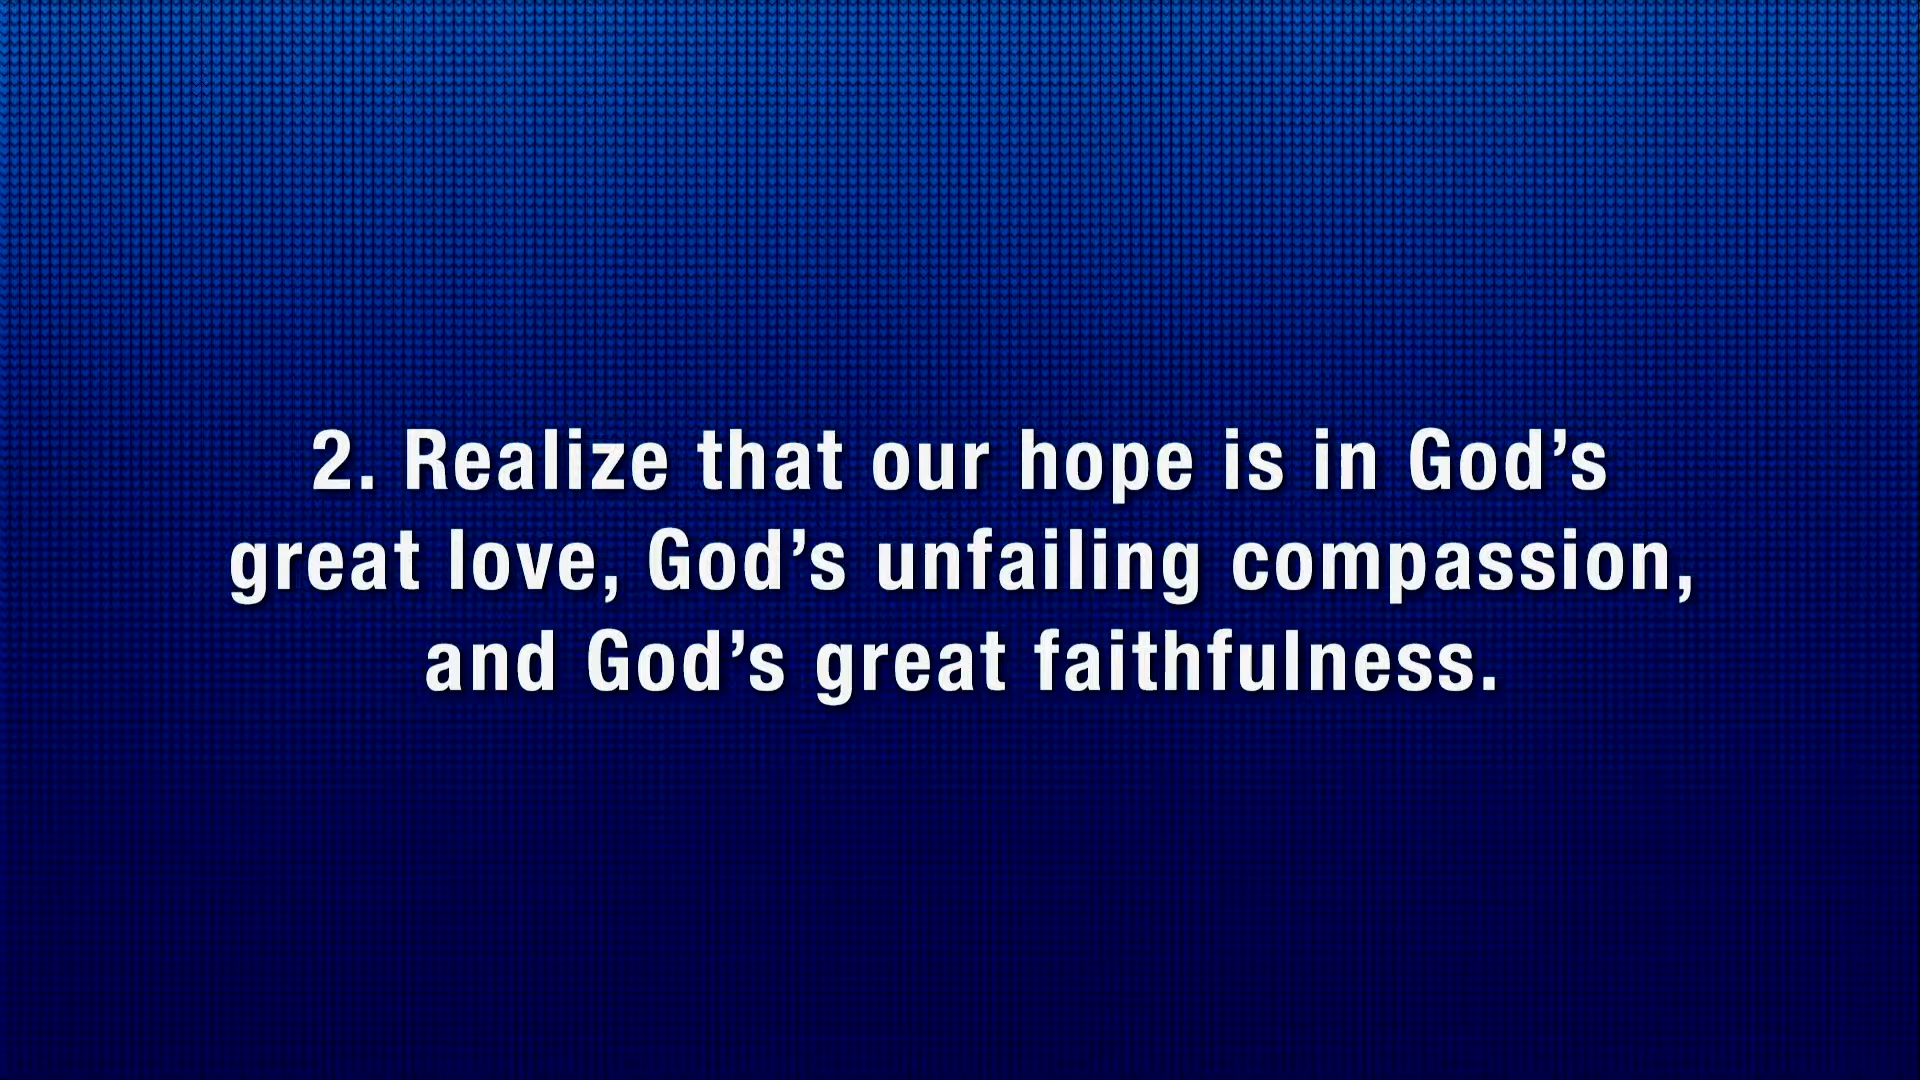 2. Realize that our hope is in God’s
great love, God’s unfailing compassion,
and God’s great faithfulness.